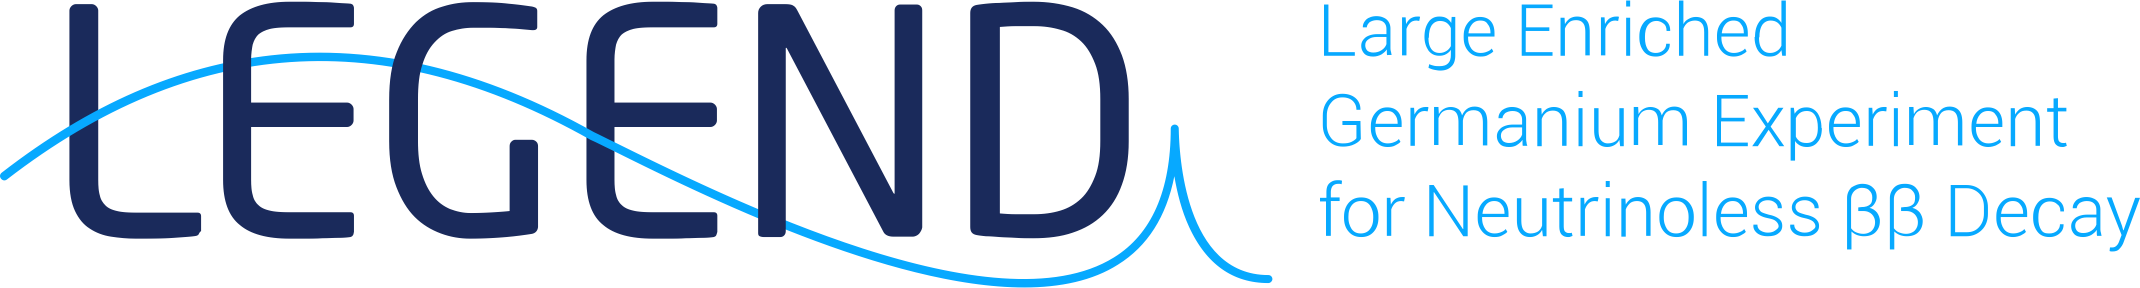 LEGEND
Large Enriched
Germanium Experiment
for Neutrinoless ββ Decay